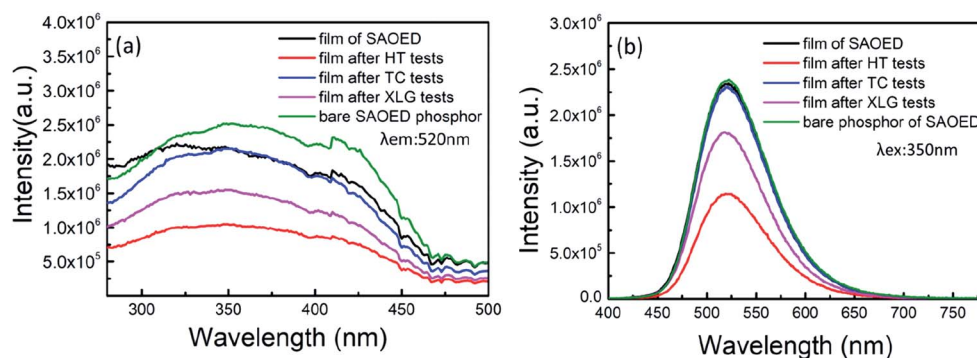 (a)
4.0x10⁶
3.5x10⁶
3.0x10⁶
2.5x10⁶
2.0x10⁶
1.5x10⁶
1.0x10⁶
5.0x10⁵
Intensity(a.u.)
film of SAOED
film after HT tests
film after TC tests
film after XLG tests
bare SAOED phosphor
λem:520nm
300 350 400 450 500
Wavelength (nm)
(b)
3.0x10⁶
2.5x10⁶
2.0x10⁶
1.5x10⁶
1.0x10⁶
5.0x10⁵
0.0
Intensity (a.u.)
film of SAOED
film after HT tests
film after TC tests
film after XLG tests
bare phosphor of SAOED
λex:350nm
400 450 500 550 600 650 700 750
Wavelength (nm)